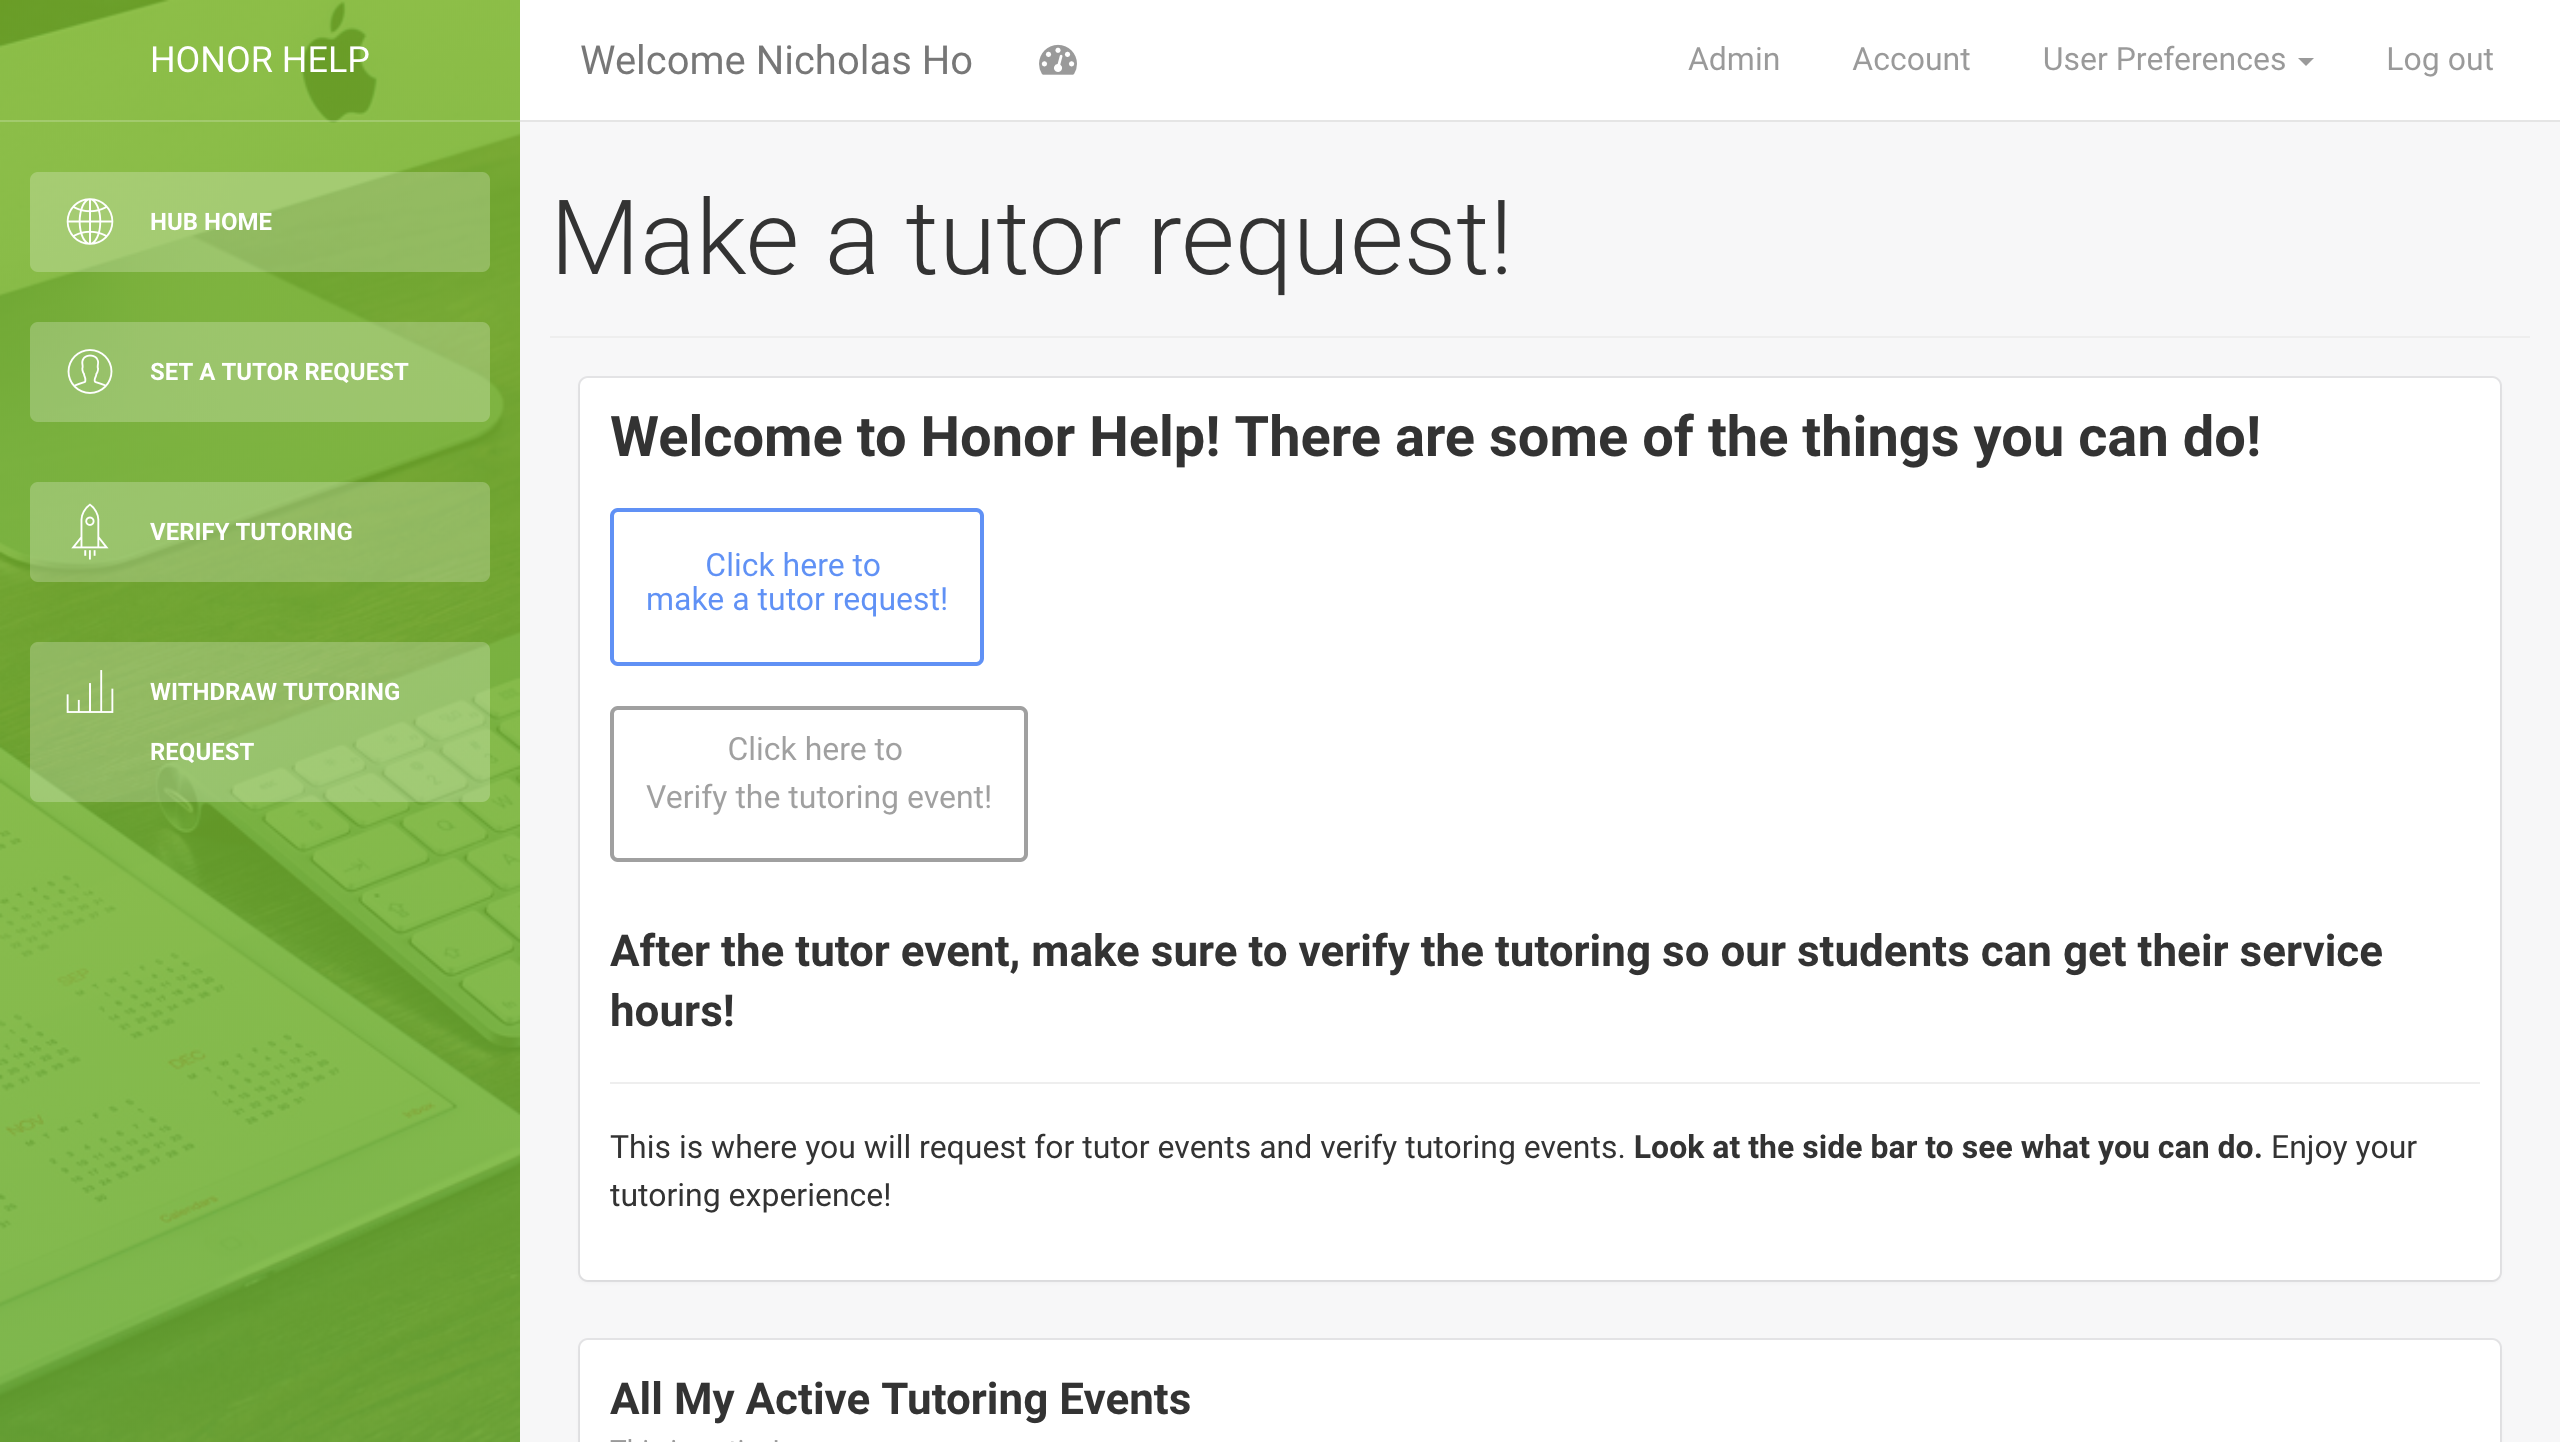 HONOR HELP
Welcome Nicholas Ho
Admin
Account
User Preferences
Log out
HUB HOME
SET A TUTOR REQUEST
VERIFY TUTORING
WITHDRAW TUTORING
REQUEST
Make a tutor request!
Welcome to Honor Help! There are some of the things you can do!
Click here to
make a tutor request!
Click here to
Verify the tutoring event!
After the tutor event, make sure to verify the tutoring so our students can get their service
hours!
This is where you will request for tutor events and verify tutoring events. Look at the side bar to see what you can do. Enjoy your
tutoring experience!
All My Active Tutoring Events
SEP
DEC
NOV
Calendars